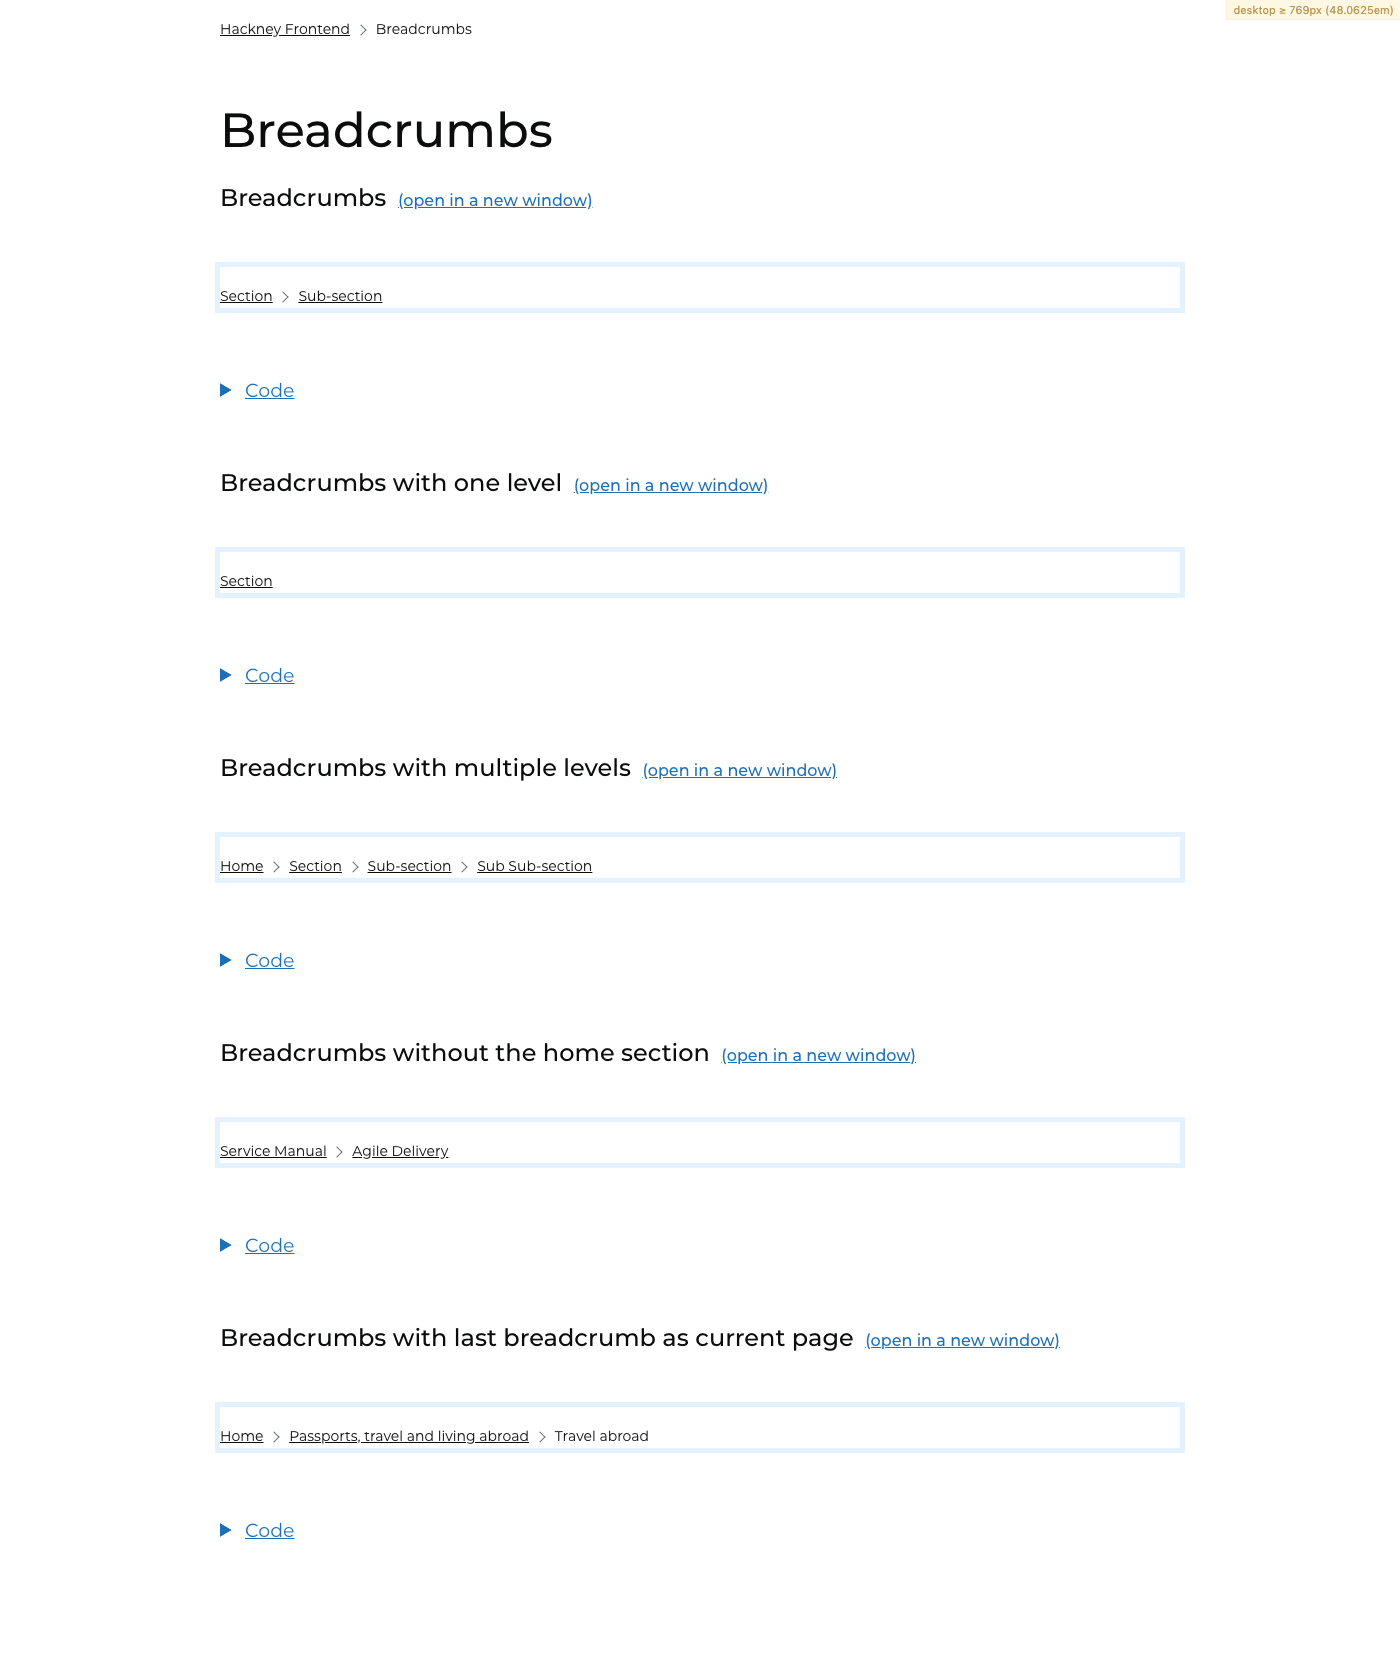 desktop ≥ 769px (48.0625em)
Hackney Frontend > Breadcrumbs
Breadcrumbs
Breadcrumbs (open in a new window)
Section > Sub-section
Code
Breadcrumbs with one level (open in a new window)
Section
Code
Breadcrumbs with multiple levels (open in a new window)
Home > Section > Sub-section > Sub Sub-section
Code
Breadcrumbs without the home section (open in a new window)
Service Manual > Agile Delivery
Code
Breadcrumbs with last breadcrumb as current page (open in a new window)
Home > Passports, travel and living abroad > Travel abroad
Code